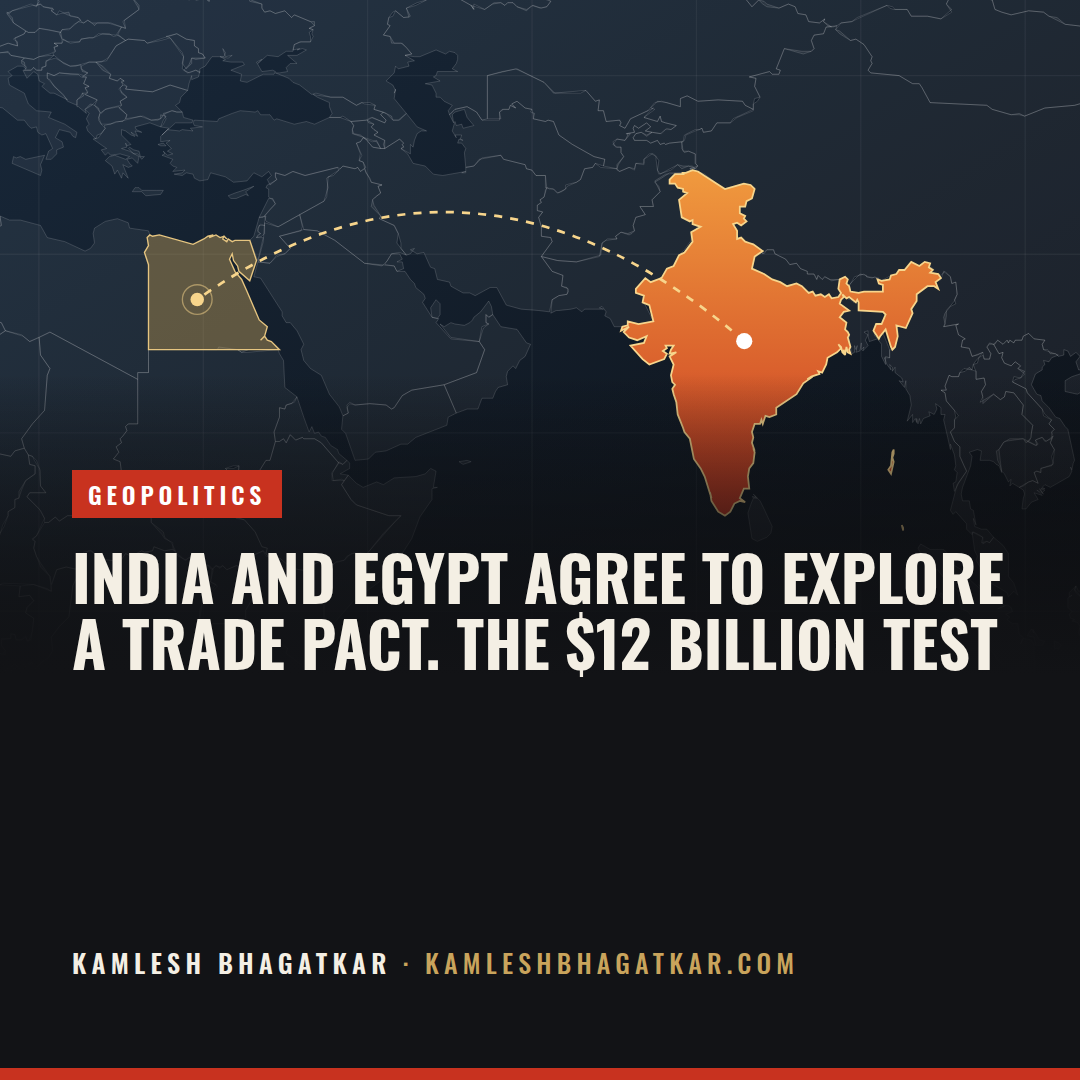 GEOPOLITICS
INDIA AND EGYPT AGREE TO EXPLORE
A TRADE PACT. THE $12 BILLION TEST
KAMLESH BHAGATKAR · KAMLESHBHAGATKAR.COM